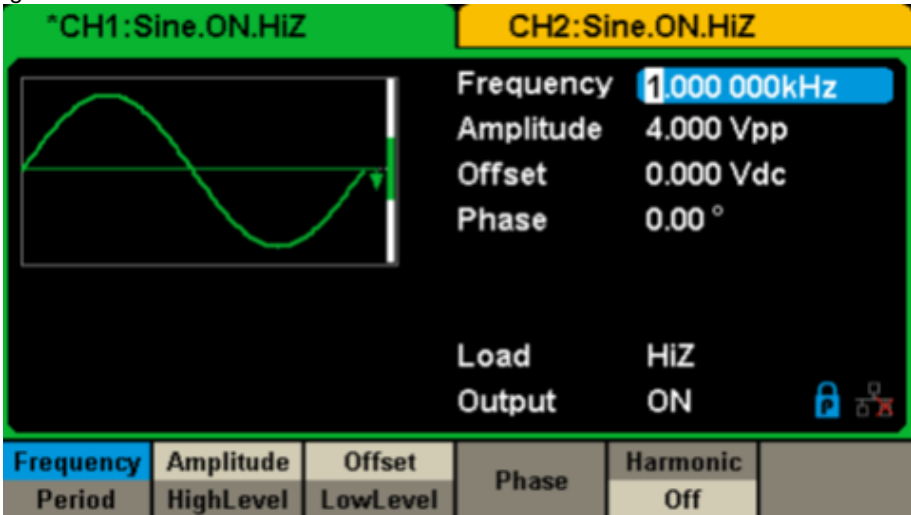 *CH1:Sine.ON.HiZ CH2:Sine.ON.HiZ
Frequency 1.000 000kHz
Amplitude 4.000 Vpp
Offset 0.000 Vdc
Phase 0.00 °
Load HiZ
Output ON
Frequency Amplitude Offset Phase Harmonic
Period HighLevel LowLevel Off